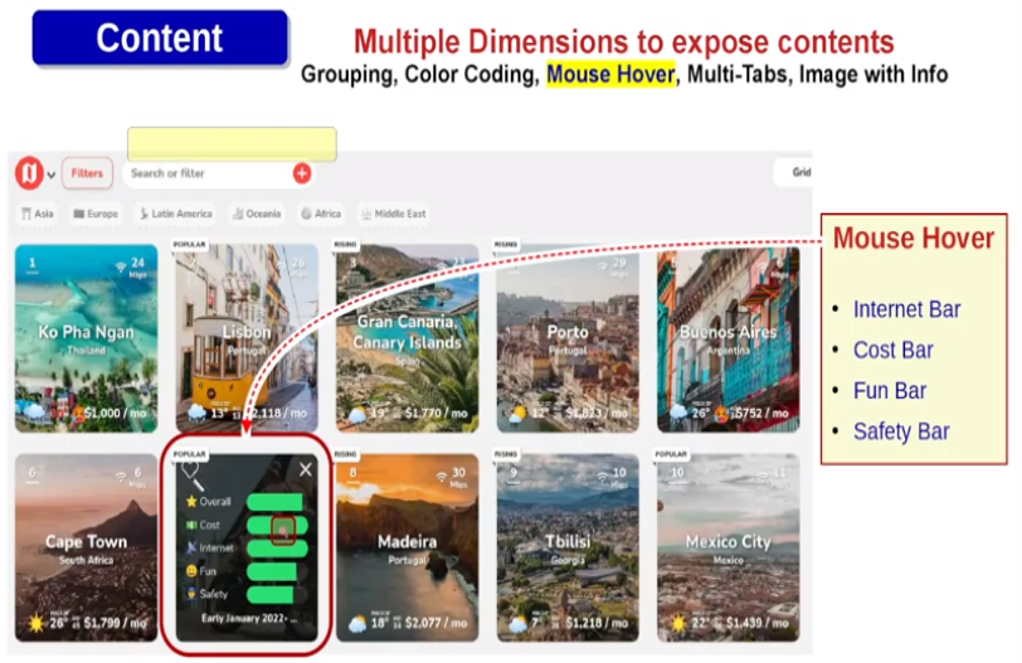 Content
Multiple Dimensions to expose contents
Grouping, Color Coding, Mouse Hover, Multi-Tabs, Image with Info
Filters
Search or filter
Grid
Asia
Europe
Latin America
Oceania
Africa
Middle East
1
24
Mbps
Ko Pha Ngan
Thailand
$1,000 / mo
POPULAR
26
Mbps
Lisbon
Portugal
13°
2,118 / mo
RISING
3
Gran Canaria,
Canary Islands
Spain
19°
$1,770 / mo
RISING
29
Mbps
Porto
Portugal
12°
$1,823 / mo
Mbps
Buenos Aires
Argentina
26°
$752 / mo
Mouse Hover
• Internet Bar
• Cost Bar
• Fun Bar
• Safety Bar
6
6
Mbps
Cape Town
South Africa
26°
$1,799 / mo
POPULAR
Overall
Cost
Internet
Fun
Safety
Early January 2022-
RISING
8
30
Mbps
Madeira
Portugal
18°
$2,077 / mo
RISING
9
10
Mbps
Tbilisi
Georgia
7°
$1,218 / mo
POPULAR
10
11
Mbps
Mexico City
Mexico
22°
$1,439 / mo